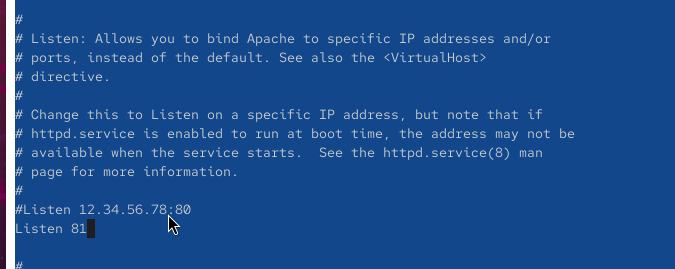 #
# Listen: Allows you to bind Apache to specific IP addresses and/or
# ports, instead of the default. See also the <VirtualHost>
# directive.
#
# Change this to Listen on a specific IP address, but note that if
# httpd.service is enabled to run at boot time, the address may not be
# available when the service starts.  See the httpd.service(8) man
# page for more information.
#
#Listen 12.34.56.78:80
Listen 81
#